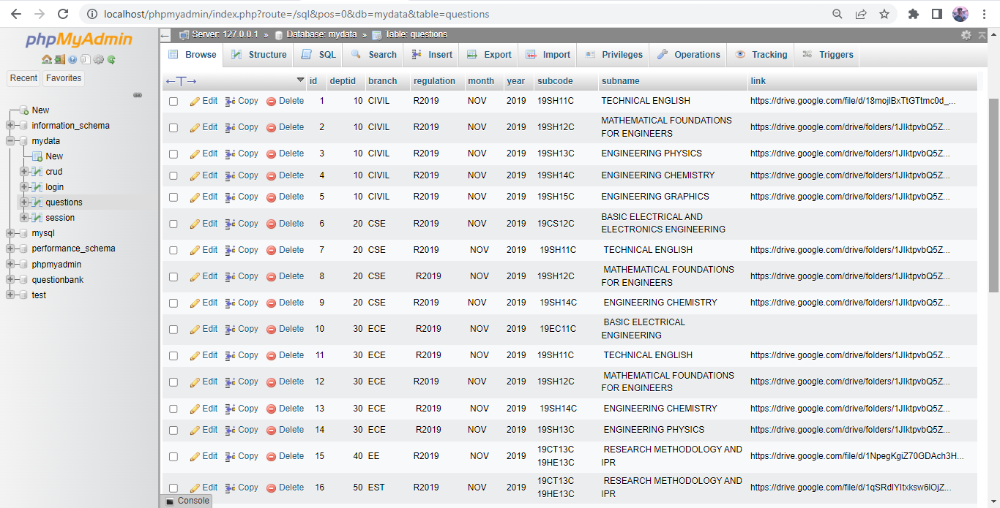 localhost/phpmyadmin/index.php?route=/sql&pos=0&db=mydata&table=questions
phpMyAdmin
Recent Favorites
New
information_schema
mydata
New
crud
login
questions
session
mysql
performance_schema
phpmyadmin
questionbank
test
Server: 127.0.0.1 » Database: mydata » Table: questions
Browse Structure SQL Search Insert Export Import Privileges Operations Tracking Triggers
←T→ id deptid branch regulation month year subcode subname link
Edit Copy Delete 1 10 CIVIL R2019 NOV 2019 19SH11C TECHNICAL ENGLISH https://drive.google.com/file/d/18mojlBxTtGTtmc0d_...
Edit Copy Delete 2 10 CIVIL R2019 NOV 2019 19SH12C MATHEMATICAL FOUNDATIONS https://drive.google.com/drive/folders/1JIktpvbQ5Z...
FOR ENGINEERS
Edit Copy Delete 3 10 CIVIL R2019 NOV 2019 19SH13C ENGINEERING PHYSICS https://drive.google.com/drive/folders/1JIktpvbQ5Z...
Edit Copy Delete 4 10 CIVIL R2019 NOV 2019 19SH14C ENGINEERING CHEMISTRY https://drive.google.com/drive/folders/1JIktpvbQ5Z...
Edit Copy Delete 5 10 CIVIL R2019 NOV 2019 19SH15C ENGINEERING GRAPHICS https://drive.google.com/drive/folders/1JIktpvbQ5Z...
Edit Copy Delete 6 20 CSE R2019 NOV 2019 19CS12C BASIC ELECTRICAL AND https://drive.google.com/drive/folders/1JIktpvbQ5Z...
ELECTRONICS ENGINEERING
Edit Copy Delete 7 20 CSE R2019 NOV 2019 19SH11C TECHNICAL ENGLISH https://drive.google.com/drive/folders/1JIktpvbQ5Z...
Edit Copy Delete 8 20 CSE R2019 NOV 2019 19SH12C MATHEMATICAL FOUNDATIONS https://drive.google.com/drive/folders/1JIktpvbQ5Z...
FOR ENGINEERS
Edit Copy Delete 9 20 CSE R2019 NOV 2019 19SH14C ENGINEERING CHEMISTRY https://drive.google.com/drive/folders/1JIktpvbQ5Z...
Edit Copy Delete 10 30 ECE R2019 NOV 2019 19EC11C BASIC ELECTRICAL
ENGINEERING
Edit Copy Delete 11 30 ECE R2019 NOV 2019 19SH11C TECHNICAL ENGLISH https://drive.google.com/drive/folders/1JIktpvbQ5Z...
Edit Copy Delete 12 30 ECE R2019 NOV 2019 19SH12C MATHEMATICAL FOUNDATIONS https://drive.google.com/drive/folders/1JIktpvbQ5Z...
FOR ENGINEERS
Edit Copy Delete 13 30 ECE R2019 NOV 2019 19SH14C ENGINEERING CHEMISTRY https://drive.google.com/drive/folders/1JIktpvbQ5Z...
Edit Copy Delete 14 30 ECE R2019 NOV 2019 19SH13C ENGINEERING PHYSICS https://drive.google.com/drive/folders/1JIktpvbQ5Z...
Edit Copy Delete 15 40 EE R2019 NOV 2019 19CT13C RESEARCH METHODOLOGY AND https://drive.google.com/file/d/1NpegKgiZ70GDAch3H...
19HE13C IPR
Edit Copy Delete 16 50 EST R2019 NOV 2019 19CT13C RESEARCH METHODOLOGY AND https://drive.google.com/file/d/1qSRdIYItxksw6lOjZ...
19HE13C IPR
Console